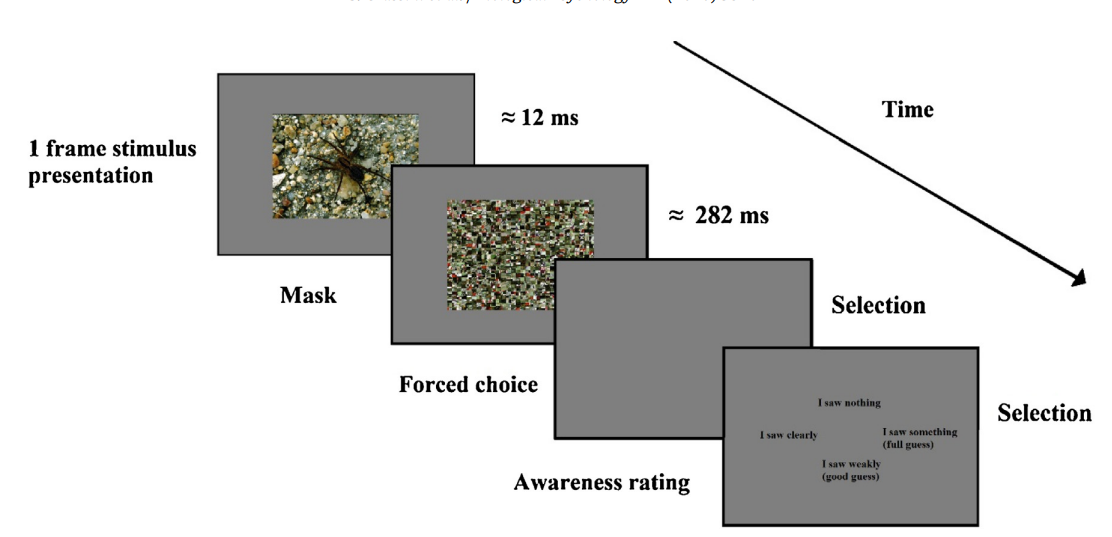 ≈ 12 ms
Time
1 frame stimulus
presentation
≈ 282 ms
Mask
Selection
Forced choice
I saw nothing
I saw clearly
I saw something
(full guess)
I saw weakly
(good guess)
Selection
Awareness rating